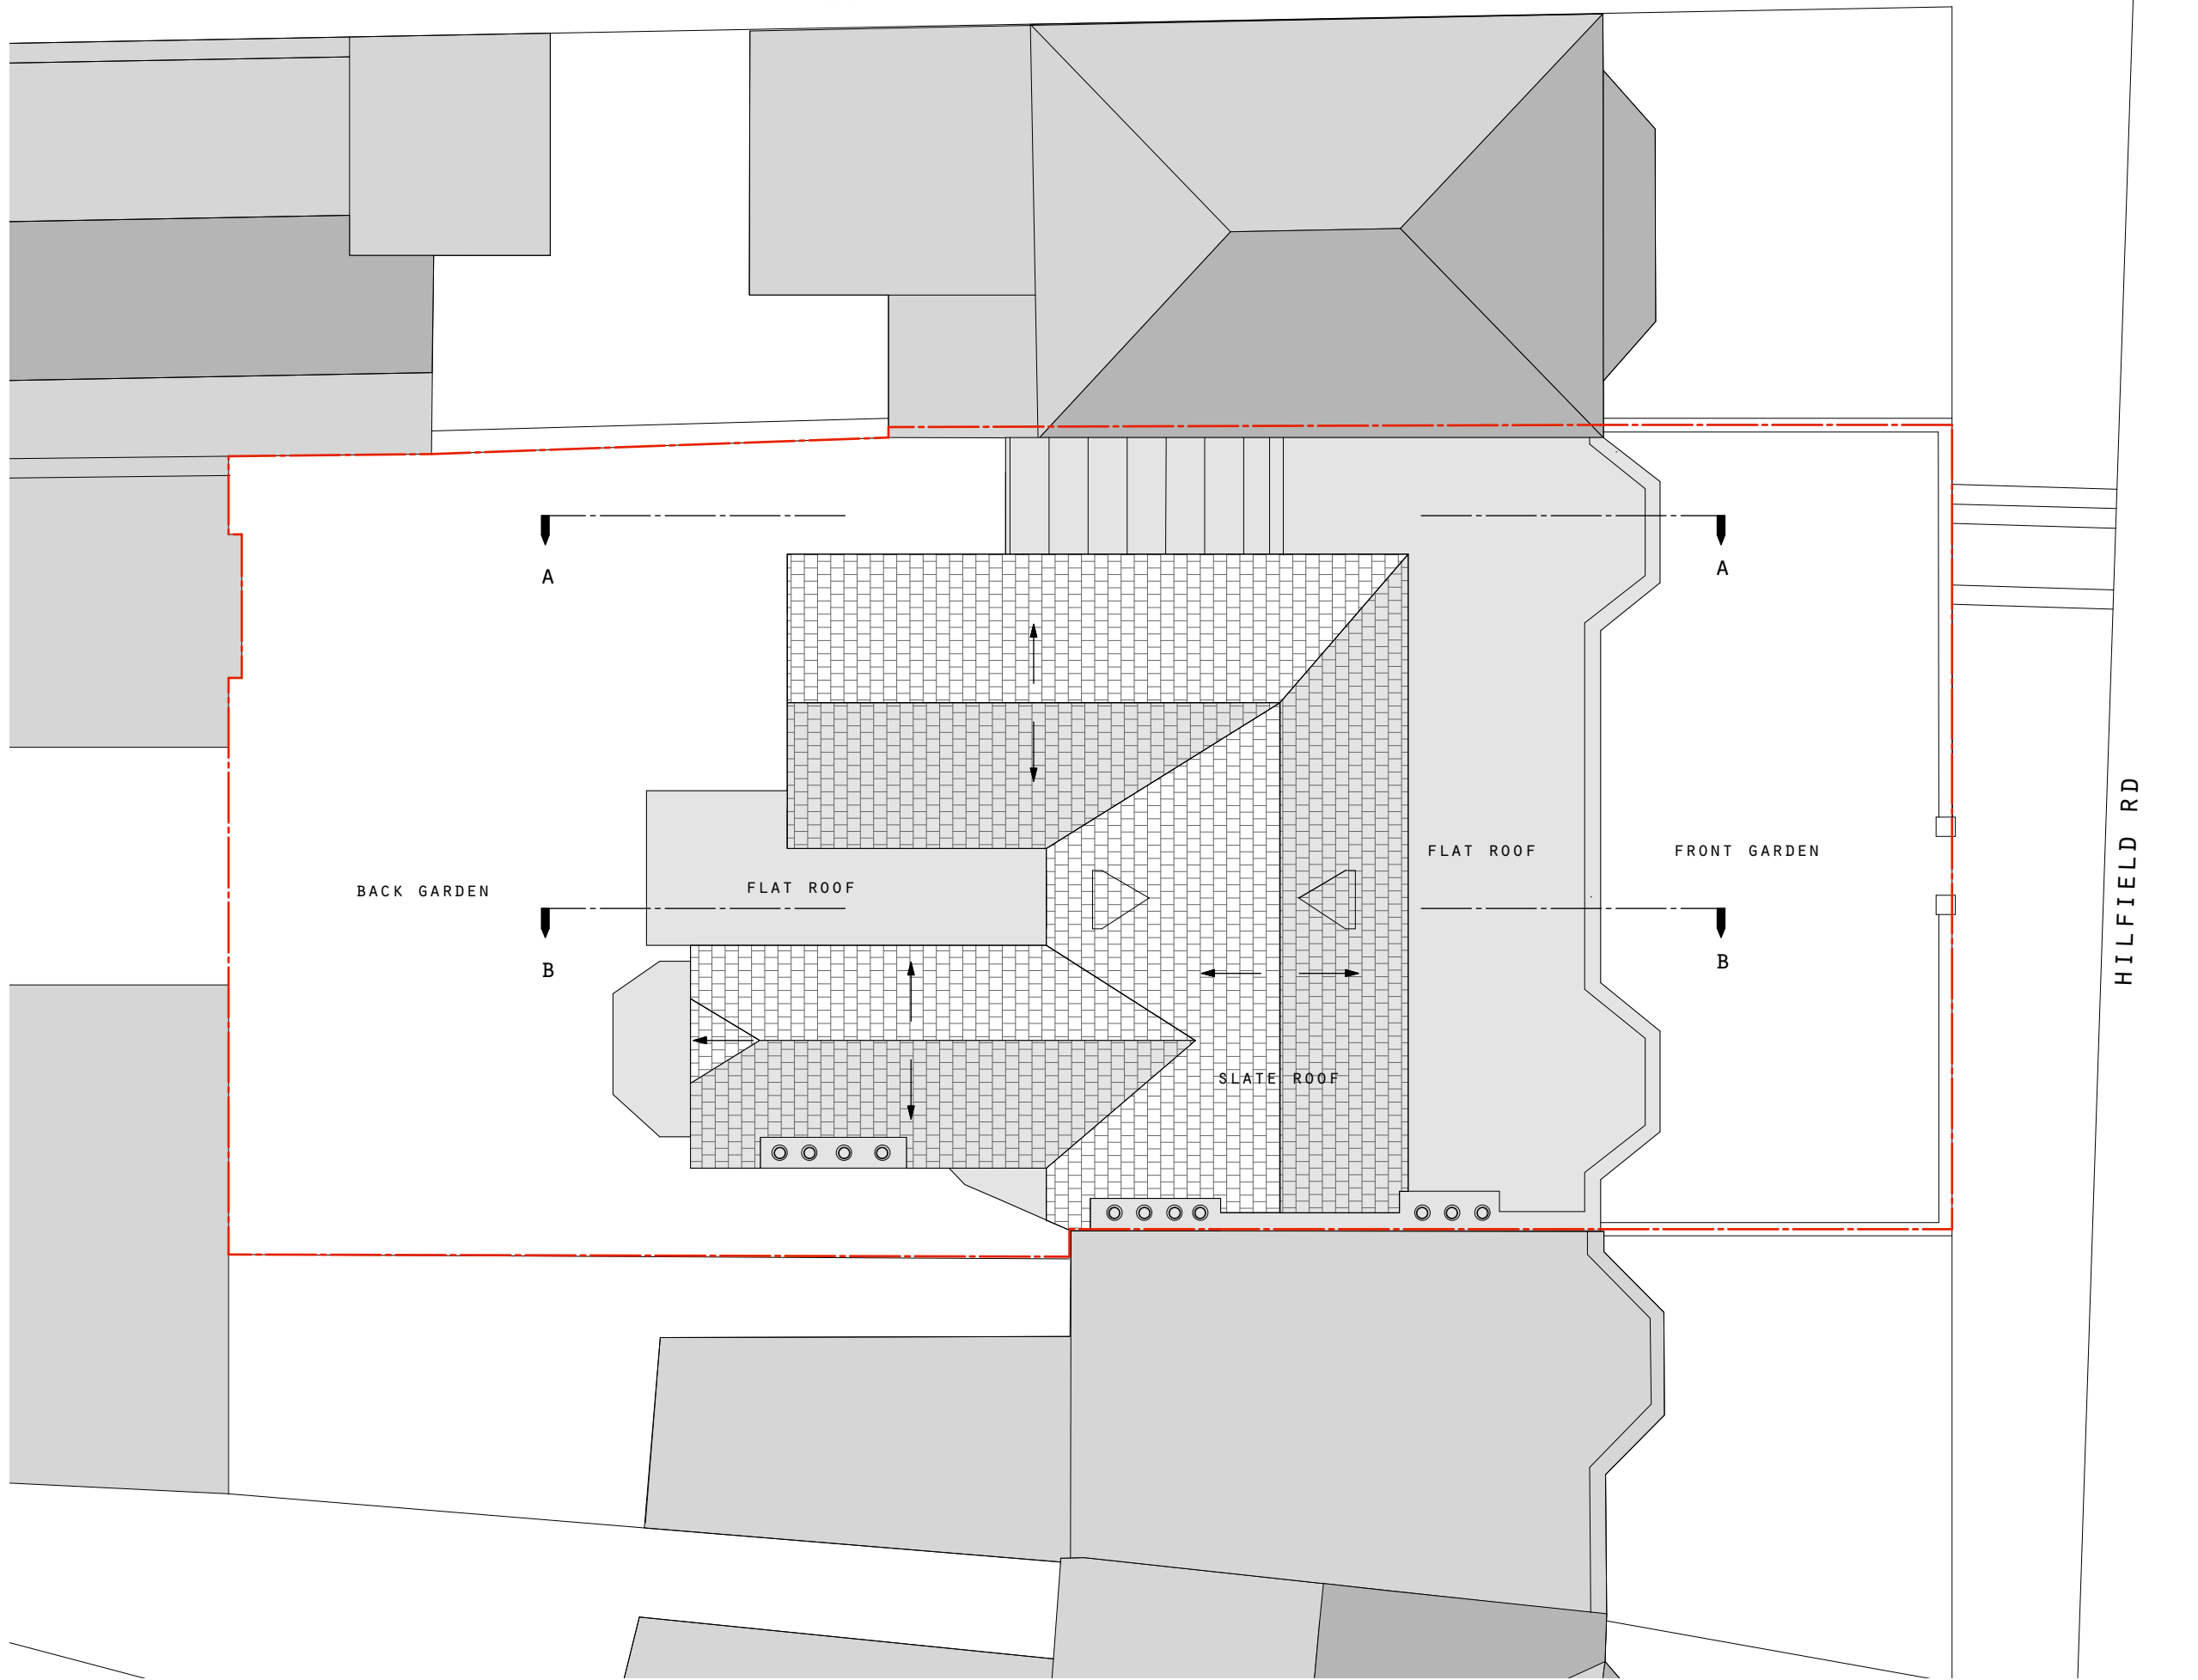 A
A
FLAT ROOF
FRONT GARDEN
FLAT ROOF
BACK GARDEN
HILFIELD RD
B
B
SLATE ROOF